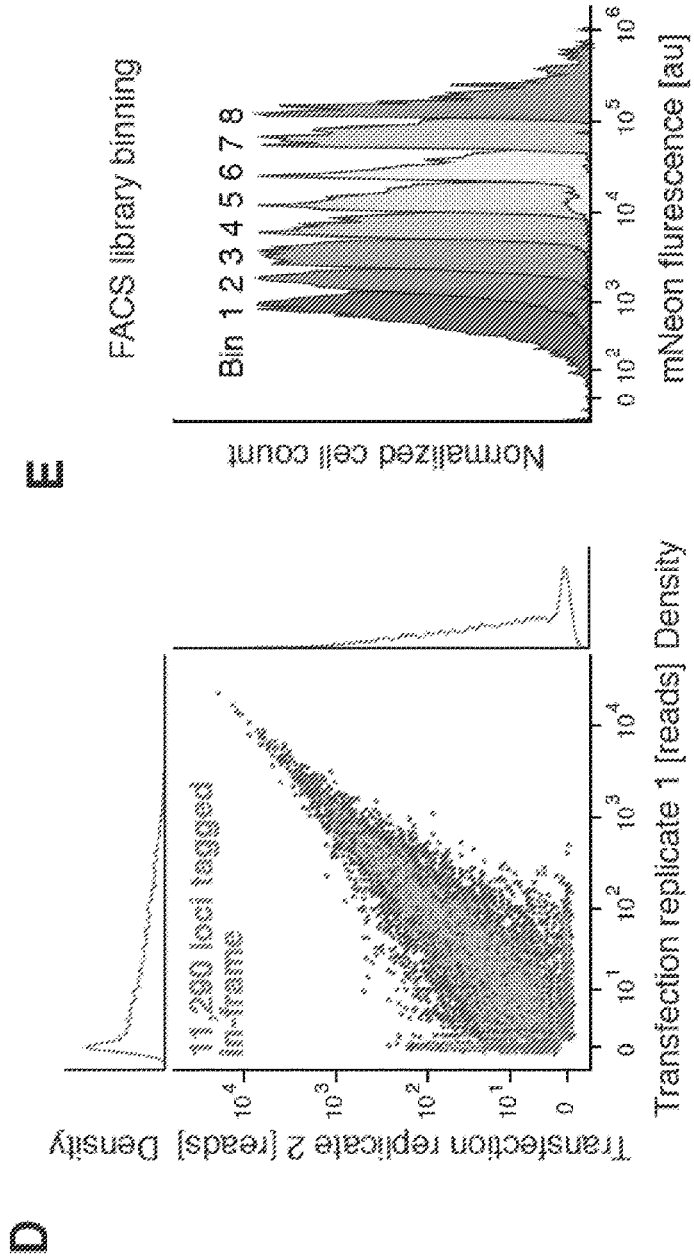 D
Density
11,290 loci tagged
in-frame
Transfection replicate 2 [reads] Density
10⁴
10³
10²
10¹
0
0 10¹ 10² 10³ 10⁴
Transfection replicate 1 [reads] Density
E
FACS library binning
Bin 1 2 3 4 5 6 7 8
Normalized cell count
0 10² 10³ 10⁴ 10⁵ 10⁶
mNeon flurescence [au]